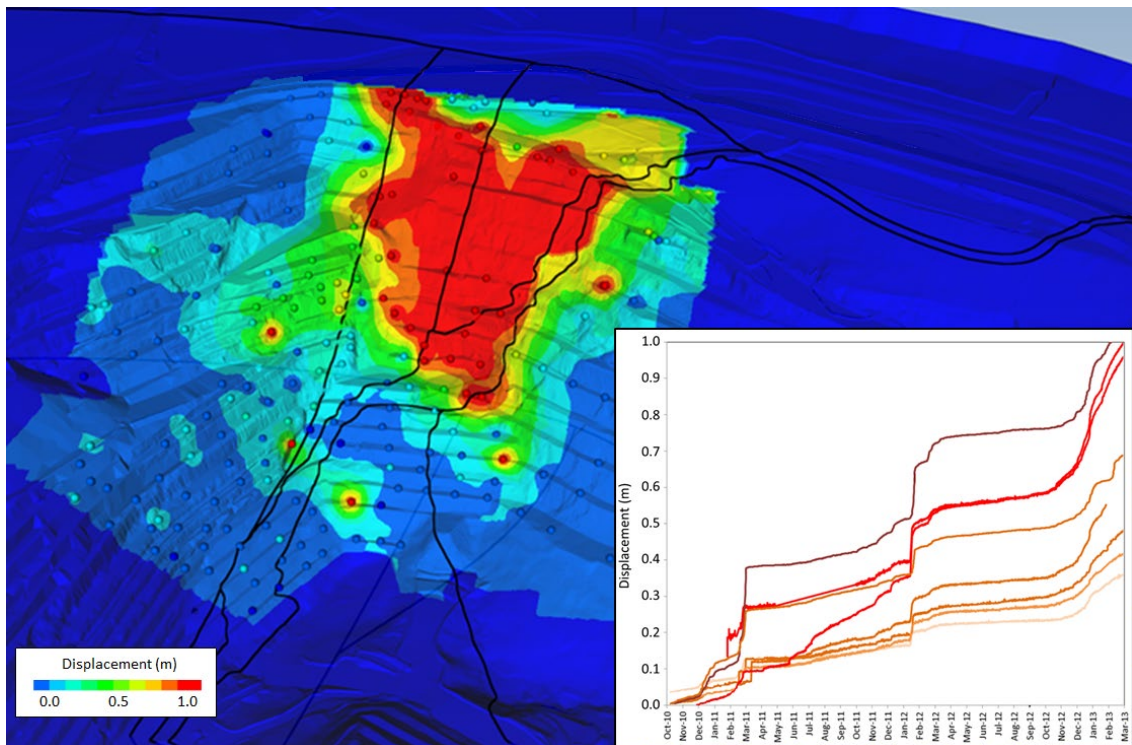 Displacement (m)
0.0 0.5 1.0
Displacement (m)
1.0
0.9
0.8
0.7
0.6
0.5
0.4
0.3
0.2
0.1
0.0
Oct-10
Nov-10
Dec-10
Jan-11
Feb-11
Mar-11
Apr-11
May-11
Jun-11
Jul-11
Aug-11
Sep-11
Oct-11
Nov-11
Dec-11
Jan-12
Feb-12
Mar-12
Apr-12
May-12
Jun-12
Jul-12
Aug-12
Sep-12
Oct-12
Nov-12
Dec-12
Jan-13
Feb-13
Mar-13